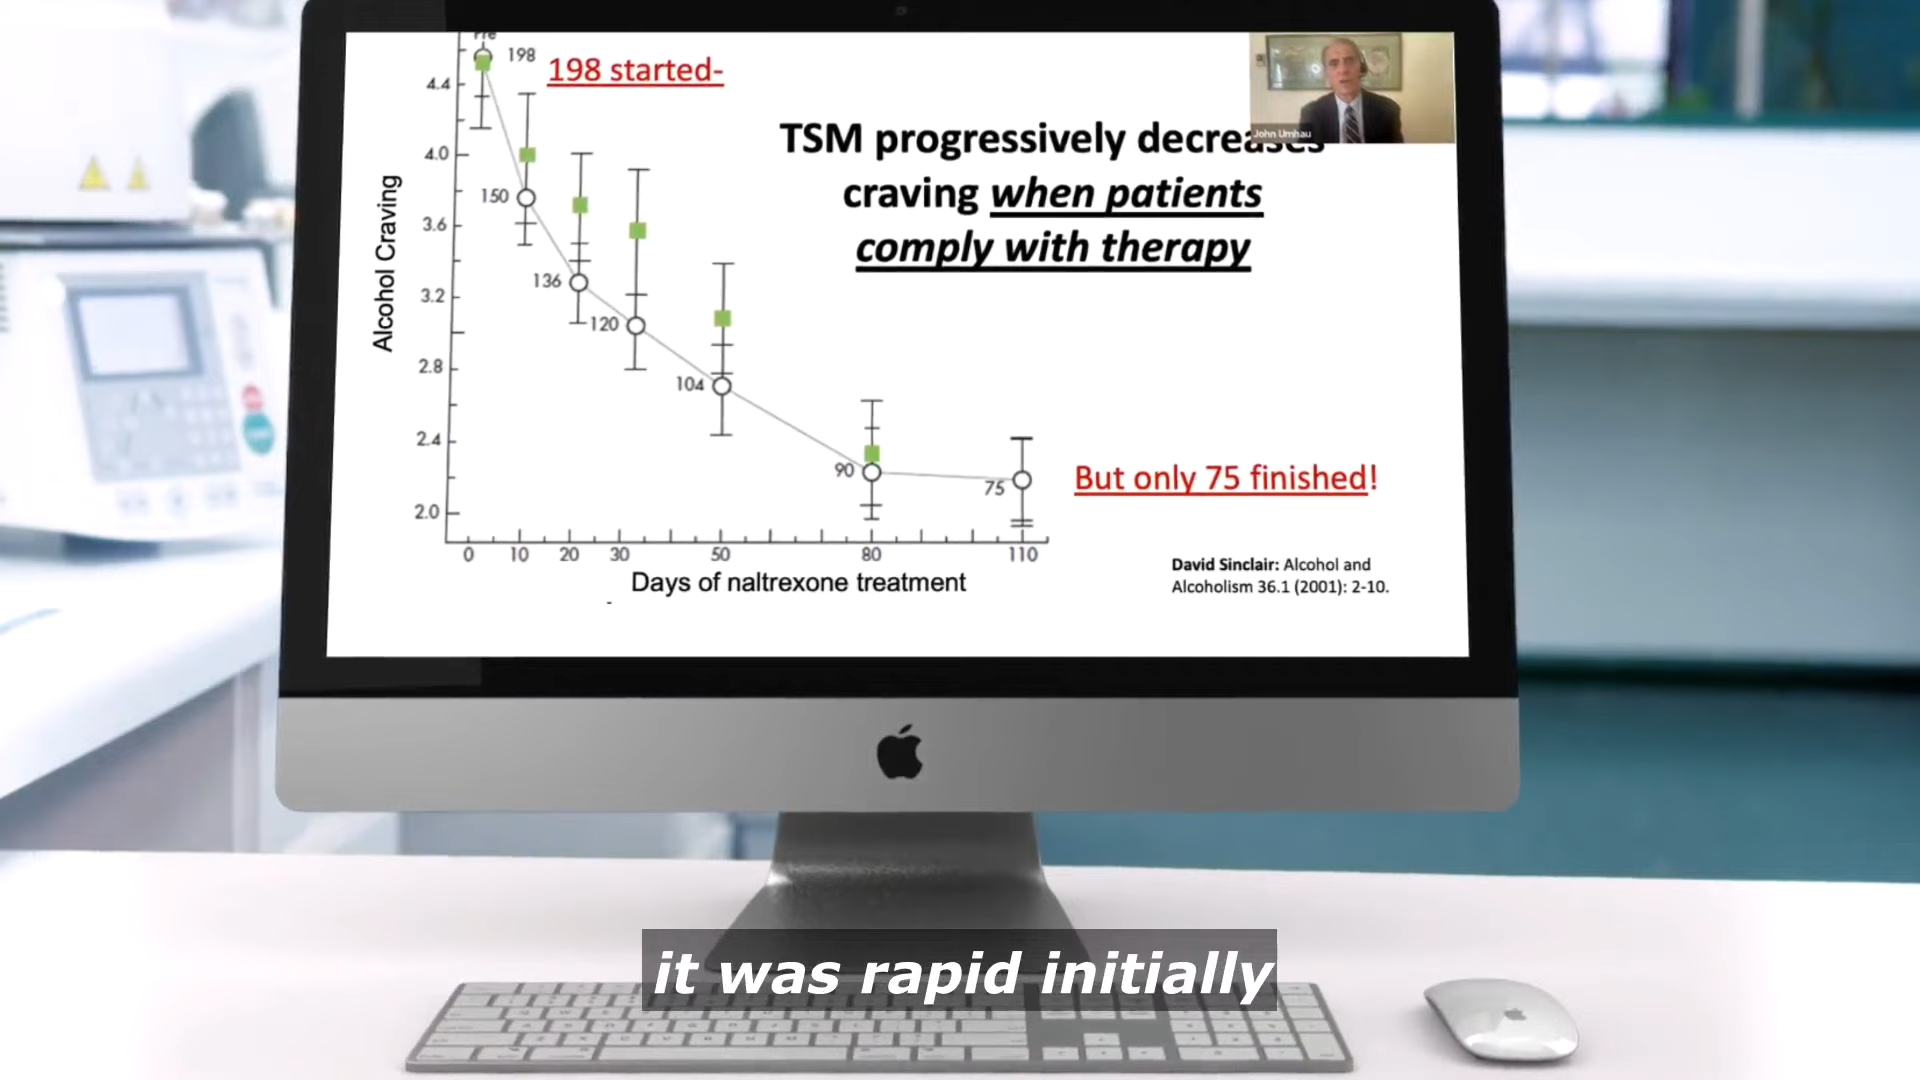 Pre
198
198 started-
4.4
4.0
3.6
3.2
2.8
2.4
2.0
Alcohol Craving
150
136
120
104
90
75
0 10 20 30 50 80 110
Days of naltrexone treatment
TSM progressively decreases
craving when patients
comply with therapy
John Umhau
But only 75 finished!
David Sinclair: Alcohol and
Alcoholism 36.1 (2001): 2-10.
it was rapid initially